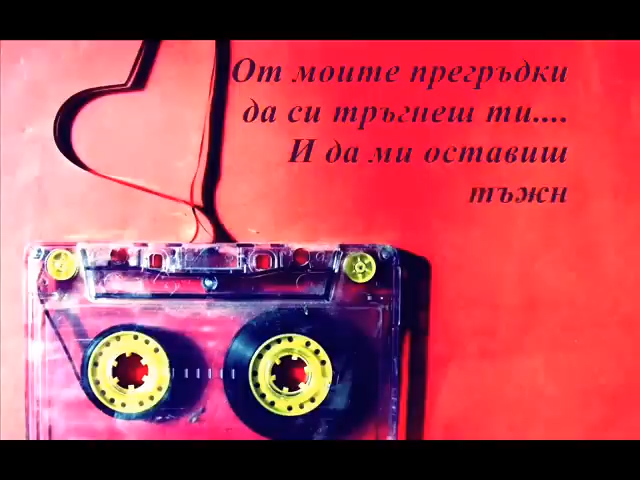 От моите прегръдки
да си тръгнеш ти....
И да ми оставиш
тъжн